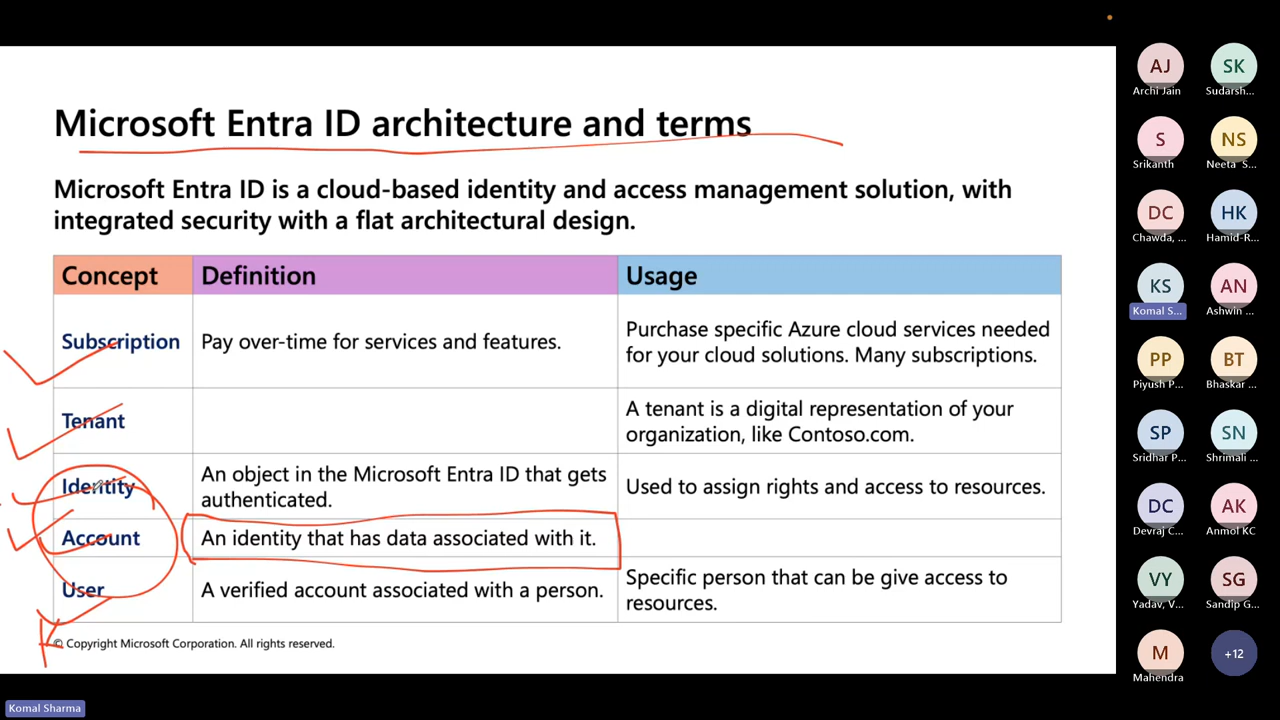 Microsoft Entra ID architecture and terms
Microsoft Entra ID is a cloud-based identity and access management solution, with
integrated security with a flat architectural design.
Concept Definition Usage
Subscription Pay over-time for services and features. Purchase specific Azure cloud services needed
for your cloud solutions. Many subscriptions.
Tenant A tenant is a digital representation of your
organization, like Contoso.com.
Identity An object in the Microsoft Entra ID that gets
authenticated. Used to assign rights and access to resources.
Account An identity that has data associated with it.
User A verified account associated with a person. Specific person that can be give access to
resources.
© Copyright Microsoft Corporation. All rights reserved.
Komal Sharma
AJ SK
Archi Jain Sudarsh...
S NS
Srikanth Neeta S...
DC HK
Chawda, ... Hamid-R...
KS AN
Komal S... Ashwin ...
PP BT
Piyush P... Bhaskar ...
SP SN
Sridhar P... Shrimali ...
DC AK
Devraj C... Anmol KC
VY SG
Yadav, V... Sandip G...
M +12
Mahendra